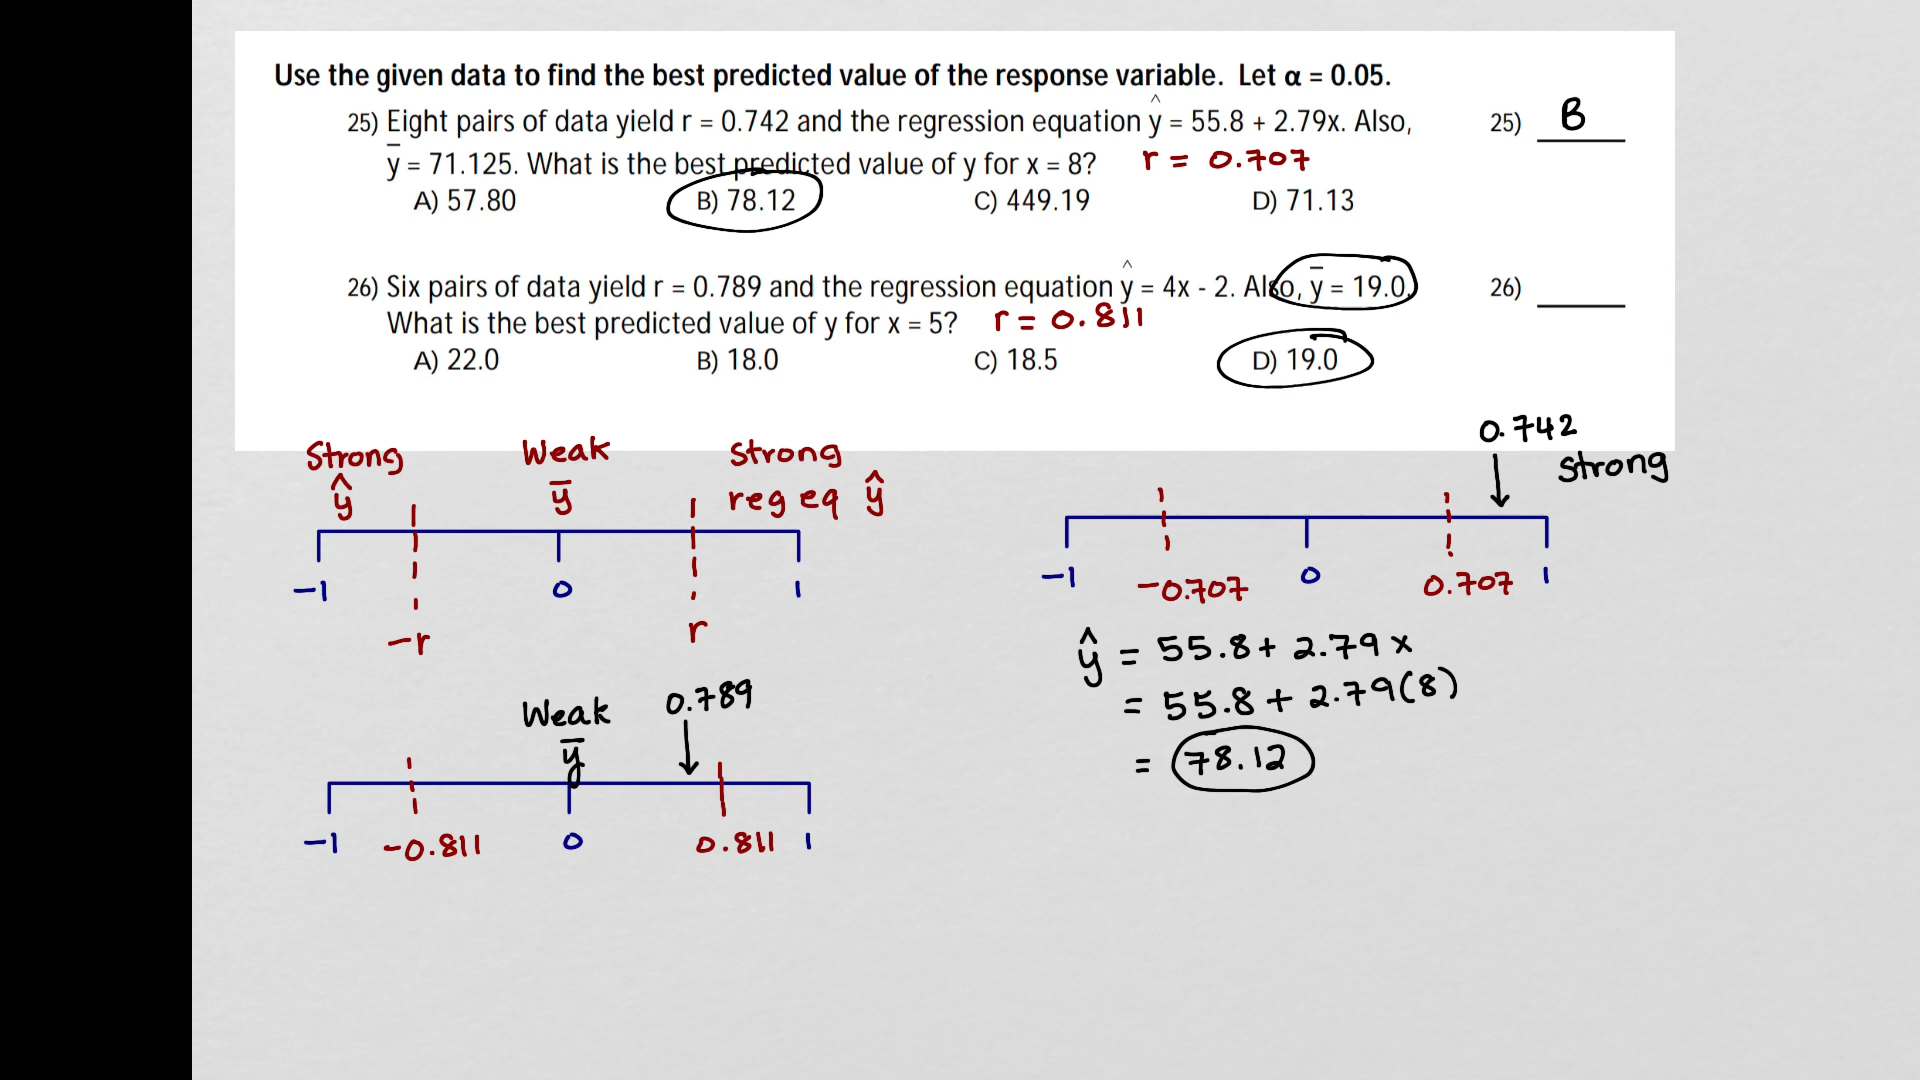 Use the given data to find the best predicted value of the response variable. Let α = 0.05.
25) Eight pairs of data yield r = 0.742 and the regression equation ŷ = 55.8 + 2.79x. Also,
25) B
ȳ = 71.125. What is the best predicted value of y for x = 8? r = 0.707
A) 57.80 B) 78.12 C) 449.19 D) 71.13
26) Six pairs of data yield r = 0.789 and the regression equation ŷ = 4x - 2. Also, ȳ = 19.0.
26)
What is the best predicted value of y for x = 5? r = 0.811
A) 22.0 B) 18.0 C) 18.5 D) 19.0
Strong Weak Strong
ŷ ȳ reg eq ŷ
-1 0 1
-r r
0.742
Strong
-1 -0.707 0 0.707 1
ŷ = 55.8 + 2.79x
= 55.8 + 2.79(8)
= 78.12
Weak 0.789
ȳ
-1 -0.811 0 0.811 1